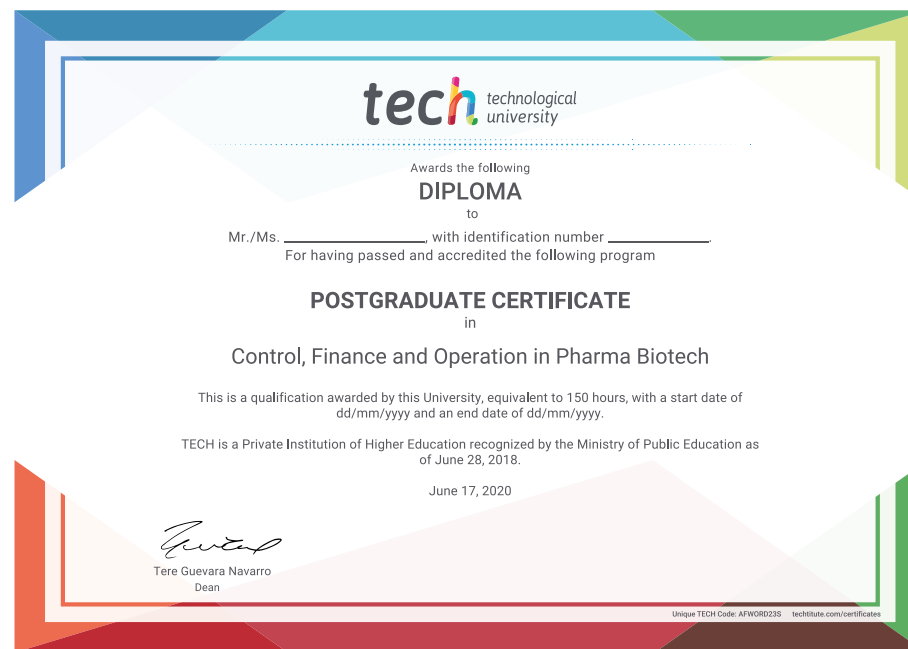 tech technological
university
Awards the following
DIPLOMA
to
Mr./Ms. ____________________, with identification number ______________.
For having passed and accredited the following program
POSTGRADUATE CERTIFICATE
in
Control, Finance and Operation in Pharma Biotech
This is a qualification awarded by this University, equivalent to 150 hours, with a start date of
dd/mm/yyyy and an end date of dd/mm/yyyy.
TECH is a Private Institution of Higher Education recognized by the Ministry of Public Education as
of June 28, 2018.
June 17, 2020
Tere Guevara Navarro
Dean
Unique TECH Code: AFWORD23S techtitute.com/certificates